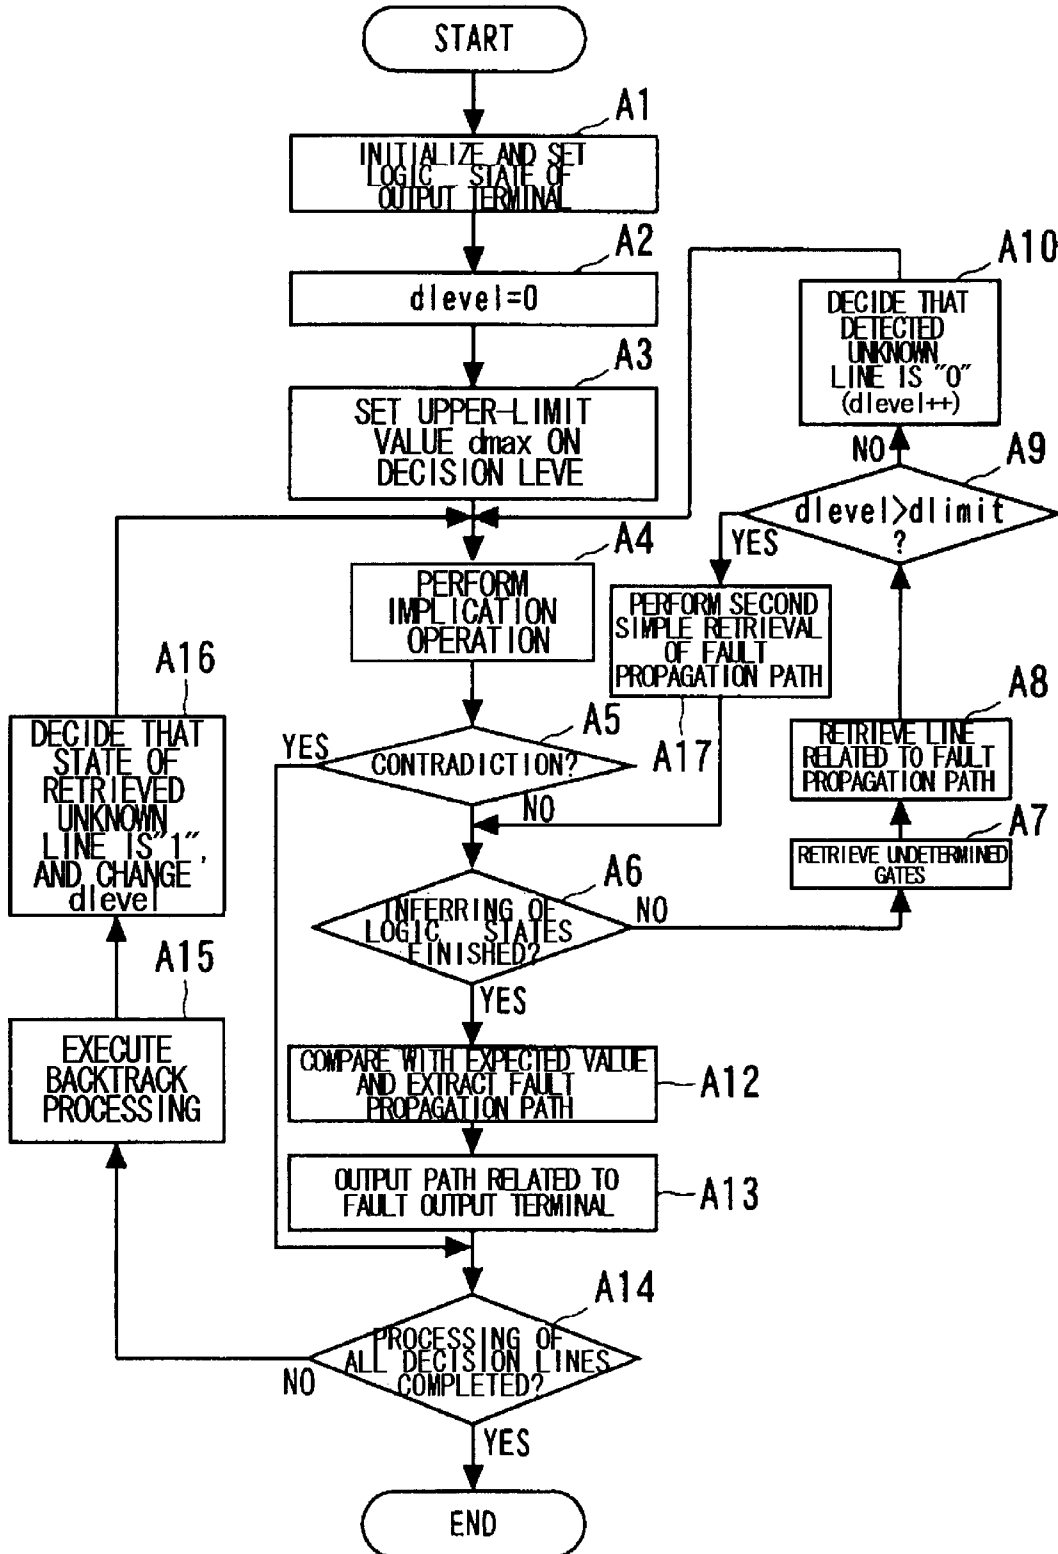 START
A1
INITIALIZE AND SET
LOGIC STATE OF
OUTPUT TERMINAL
A2
dlevel=0
A3
SET UPPER-LIMIT
VALUE dmax ON
DECISION LEVE
A4
PERFORM
IMPLICATION
OPERATION
A5
CONTRADICTION?
YES
NO
A6
INFERRING OF
LOGIC STATES
FINISHED?
NO
YES
A7
RETRIEVE UNDETERMINED
GATES
A8
RETRIEVE LINE
RELATED TO FAULT
PROPAGATION PATH
A9
dlevel>dlimit
?
NO
YES
A10
DECIDE THAT
DETECTED
UNKNOWN
LINE IS "0"
(dlevel++)
PERFORM SECOND
SIMPLE RETRIEVAL
OF FAULT
PROPAGATION PATH
A17
COMPARE WITH EXPECTED VALUE
AND EXTRACT FAULT
PROPAGATION PATH
A12
OUTPUT PATH RELATED TO
FAULT OUTPUT TERMINAL
A13
A14
PROCESSING OF
ALL DECISION LINES
COMPLETED?
NO
YES
A15
EXECUTE
BACKTRACK
PROCESSING
A16
DECIDE THAT
STATE OF
RETRIEVED
UNKNOWN
LINE IS"1",
AND CHANGE
dlevel
END